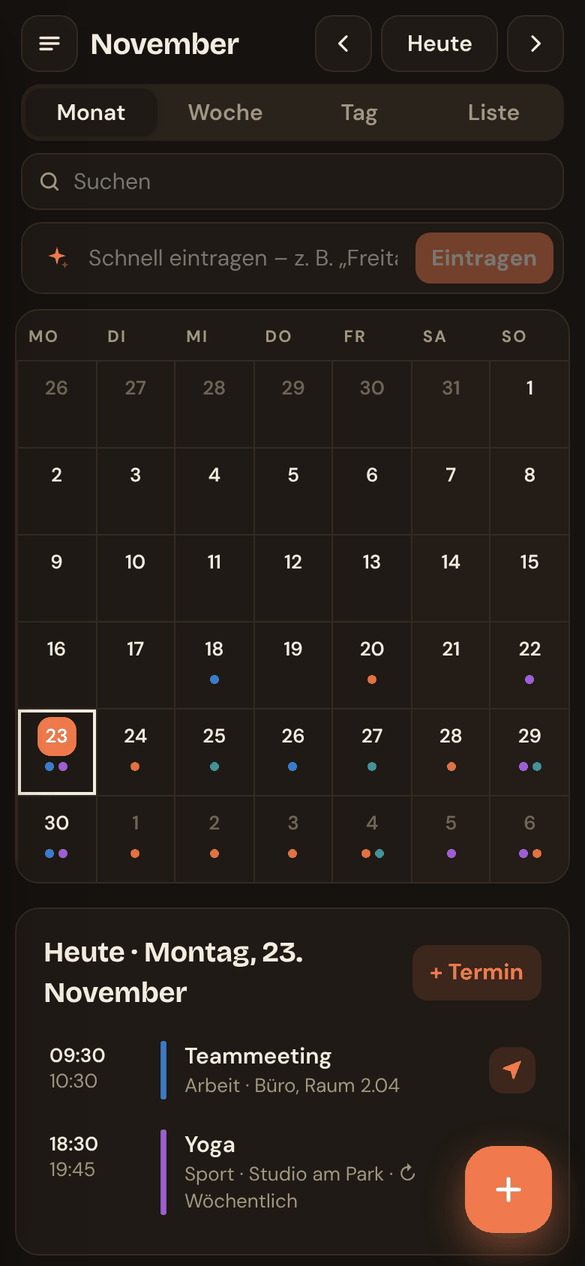 November Heute
Monat Woche Tag Liste
Suchen
Schnell eintragen – z. B. „Freita Eintragen
MO DI MI DO FR SA SO
26 27 28 29 30 31 1
2 3 4 5 6 7 8
9 10 11 12 13 14 15
16 17 18 19 20 21 22
23 24 25 26 27 28 29
30 1 2 3 4 5 6
Heute · Montag, 23.
November
+ Termin
09:30 Teammeeting
10:30 Arbeit · Büro, Raum 2.04
18:30 Yoga
19:45 Sport · Studio am Park · ↻
Wöchentlich